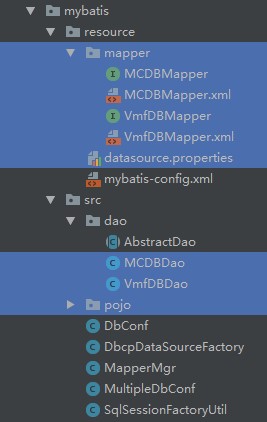 mybatis
resource
mapper
MCDBMapper
MCDBMapper.xml
VmfDBMapper
VmfDBMapper.xml
datasource.properties
mybatis-config.xml
src
dao
AbstractDao
MCDBDao
VmfDBDao
pojo
DbConf
DbcpDataSourceFactory
MapperMgr
MultipleDbConf
SqlSessionFactoryUtil